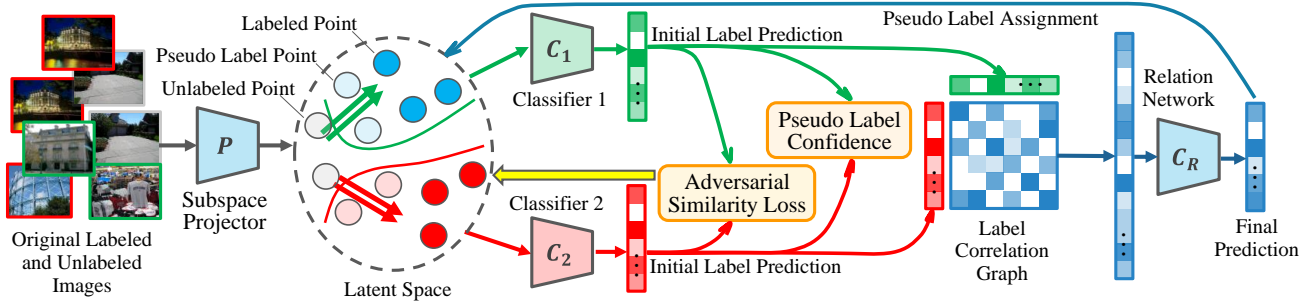 Labeled Point
Pseudo Label Point
Unlabeled Point
P
Subspace
Projector
Original Labeled
and Unlabeled
Images
Latent Space
C1
Classifier 1
Classifier 2
C2
Initial Label Prediction
Initial Label Prediction
Pseudo Label
Confidence
Adversarial
Similarity Loss
Pseudo Label Assignment
Label
Correlation
Graph
Relation
Network
CR
Final
Prediction